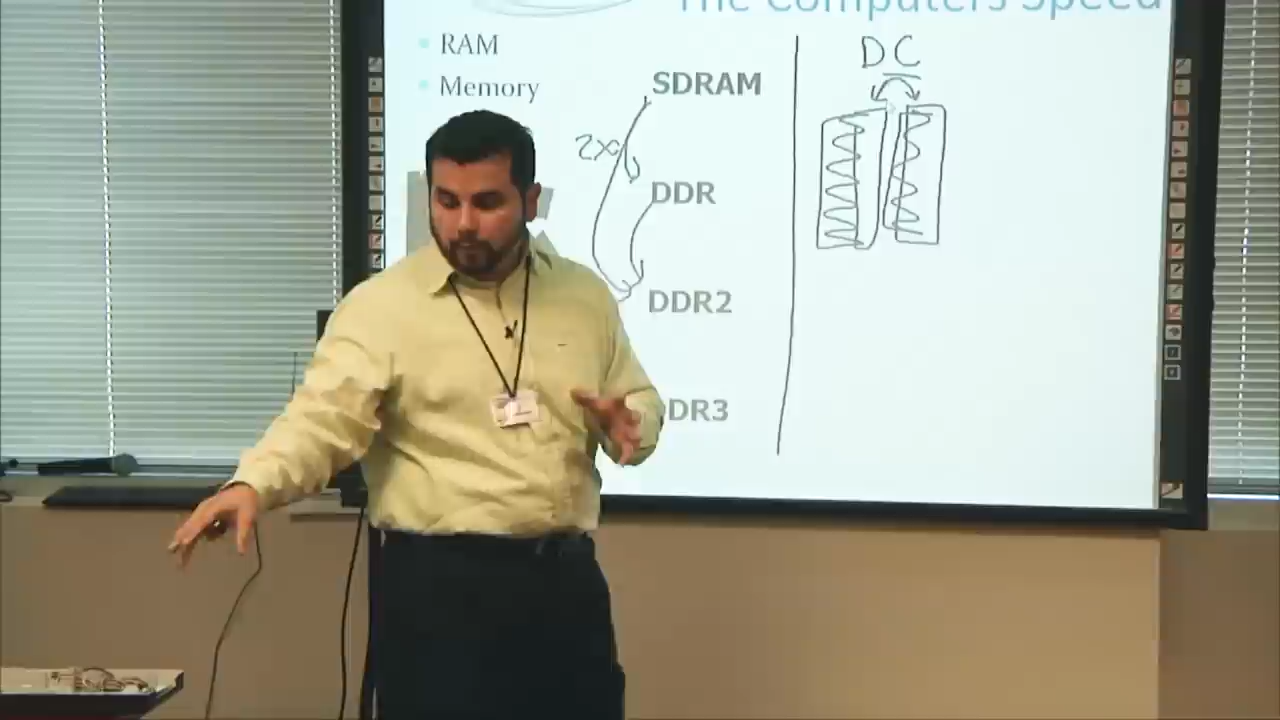 The Computers Speed
RAM
Memory
SDRAM
2x
DDR
DDR2
DDR3
DC